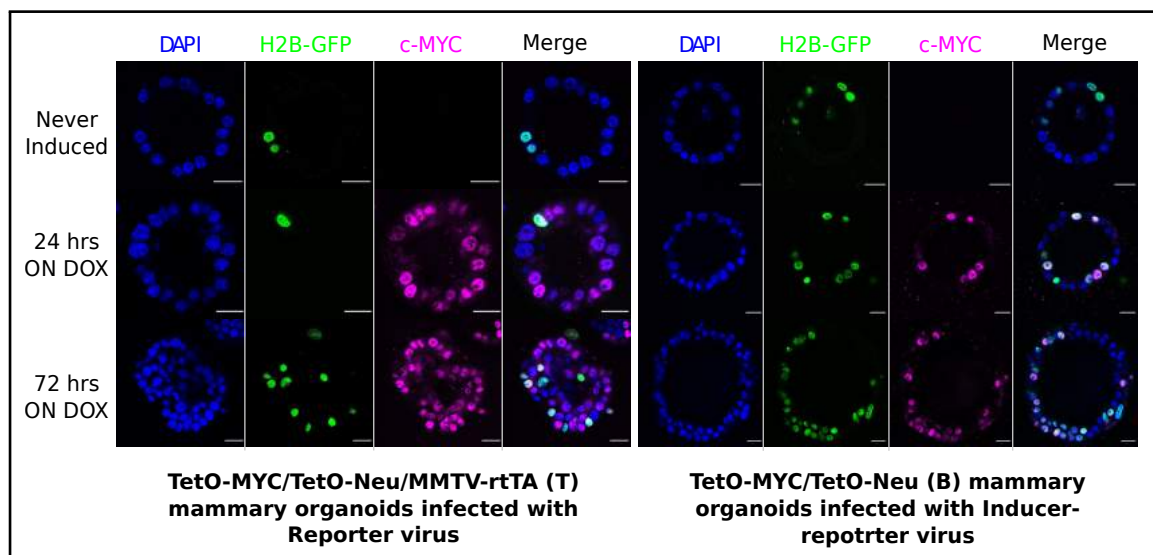 DAPI H2B-GFP c-MYC Merge DAPI H2B-GFP c-MYC Merge
Never
Induced
24 hrs
ON DOX
72 hrs
ON DOX
TetO-MYC/TetO-Neu/MMTV-rtTA (T)
mammary organoids infected with
Reporter virus
TetO-MYC/TetO-Neu (B) mammary
organoids infected with Inducer-
repotrter virus